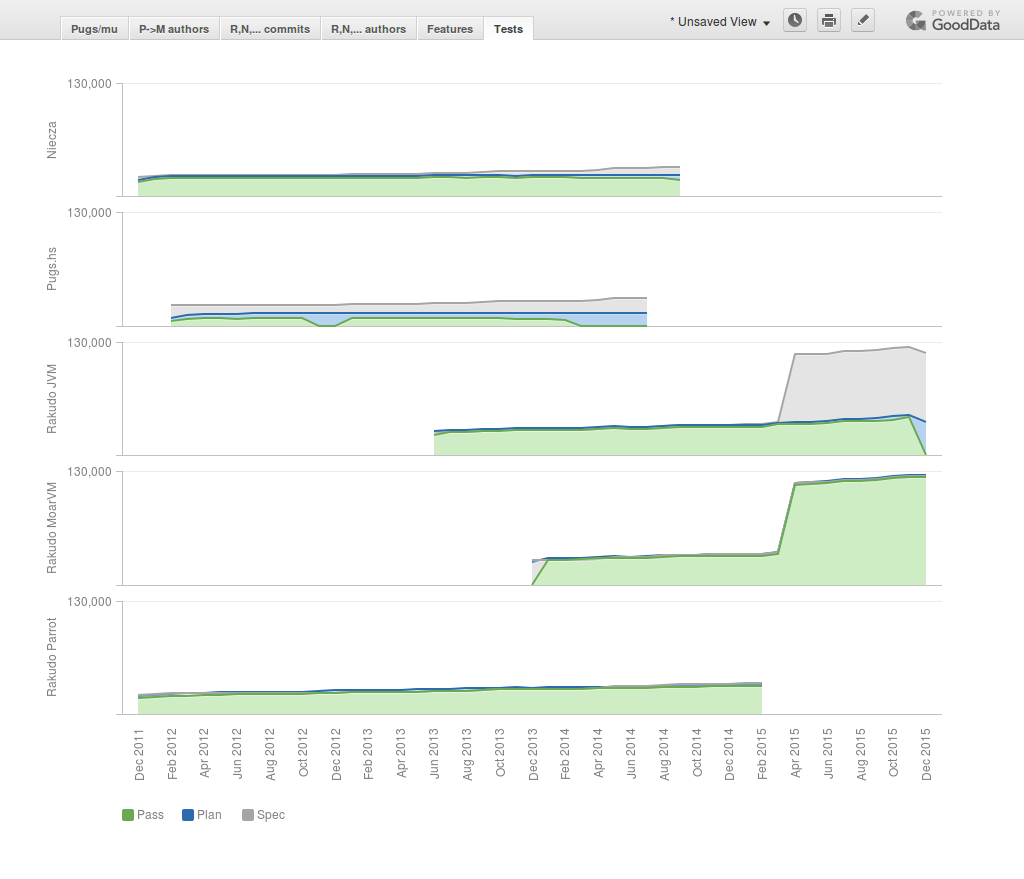 Pugs/mu P->M authors R,N,... commits R,N,... authors Features Tests * Unsaved View POWERED BY GoodData
130,000
Niecza
130,000
Pugs.hs
130,000
Rakudo JVM
130,000
Rakudo MoarVM
130,000
Rakudo Parrot
Dec 2011 Feb 2012 Apr 2012 Jun 2012 Aug 2012 Oct 2012 Dec 2012 Feb 2013 Apr 2013 Jun 2013 Aug 2013 Oct 2013 Dec 2013 Feb 2014 Apr 2014 Jun 2014 Aug 2014 Oct 2014 Dec 2014 Feb 2015 Apr 2015 Jun 2015 Aug 2015 Oct 2015 Dec 2015
Pass Plan Spec